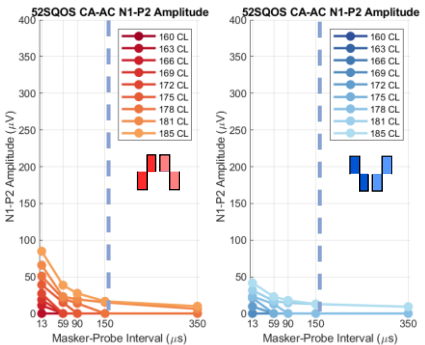 52SQOS CA-AC N1-P2 Amplitude
400
350
300
250
200
150
100
50
0
N1-P2 Amplitude (μV)
160 CL
163 CL
166 CL
169 CL
172 CL
175 CL
178 CL
181 CL
185 CL
13 59 90 150 350
Masker-Probe Interval (μs)
52SQOS CA-AC N1-P2 Amplitude
400
350
300
250
200
150
100
50
0
N1-P2 Amplitude (μV)
160 CL
163 CL
166 CL
169 CL
172 CL
175 CL
178 CL
181 CL
185 CL
13 59 90 150 350
Masker-Probe Interval (μs)